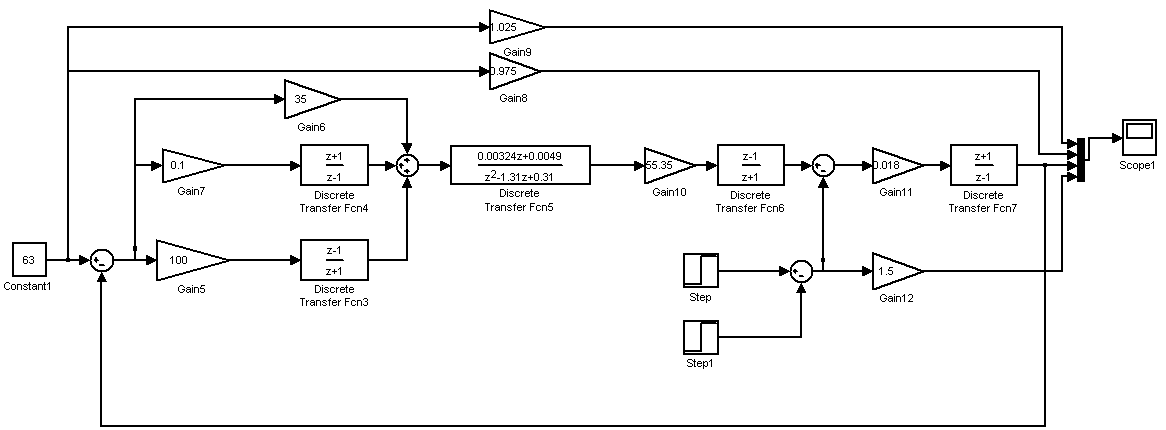 1.025
Gain9
0.975
Gain8
35
Gain6
0.1
Gain7
z+1
z-1
Discrete
Transfer Fcn4
0.00324z+0.0049
z²-1.31z+0.31
Discrete
Transfer Fcn5
55.35
Gain10
z-1
z+1
Discrete
Transfer Fcn6
0.018
Gain11
z+1
z-1
Discrete
Transfer Fcn7
Scope1
63
Constant1
100
Gain5
z-1
z+1
Discrete
Transfer Fcn3
Step
1.5
Gain12
Step1